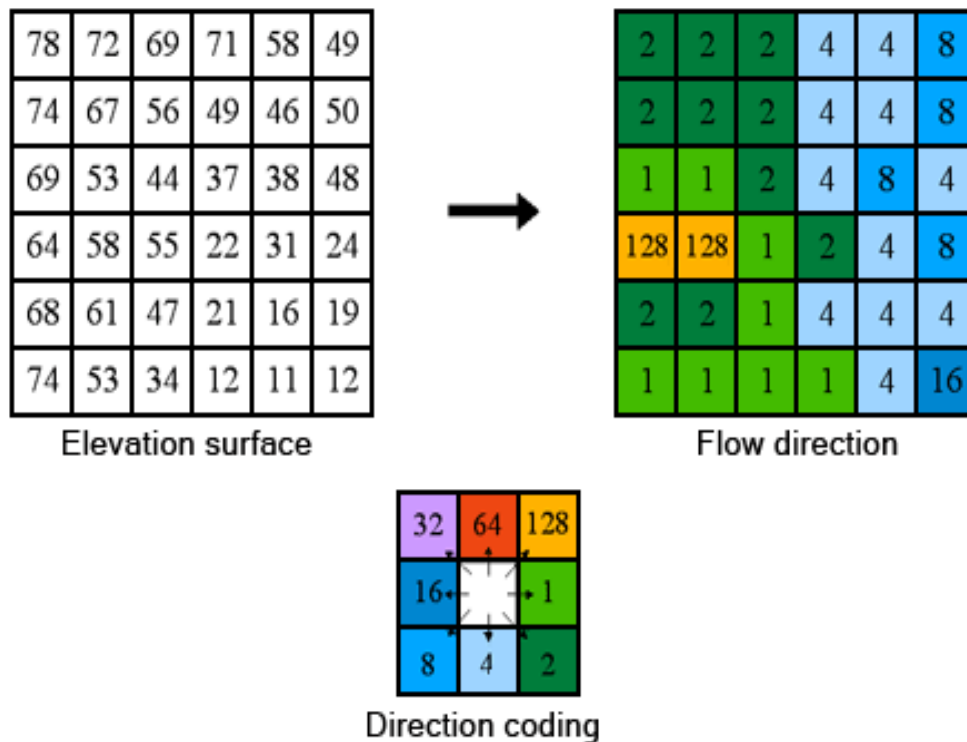 78 72 69 71 58 49
74 67 56 49 46 50
69 53 44 37 38 48
64 58 55 22 31 24
68 61 47 21 16 19
74 53 34 12 11 12
Elevation surface
2 2 2 4 4 8
2 2 2 4 4 8
1 1 2 4 8 4
128 128 1 2 4 8
2 2 1 4 4 4
1 1 1 1 4 16
Flow direction
32 64 128
16 1
8 4 2
Direction coding